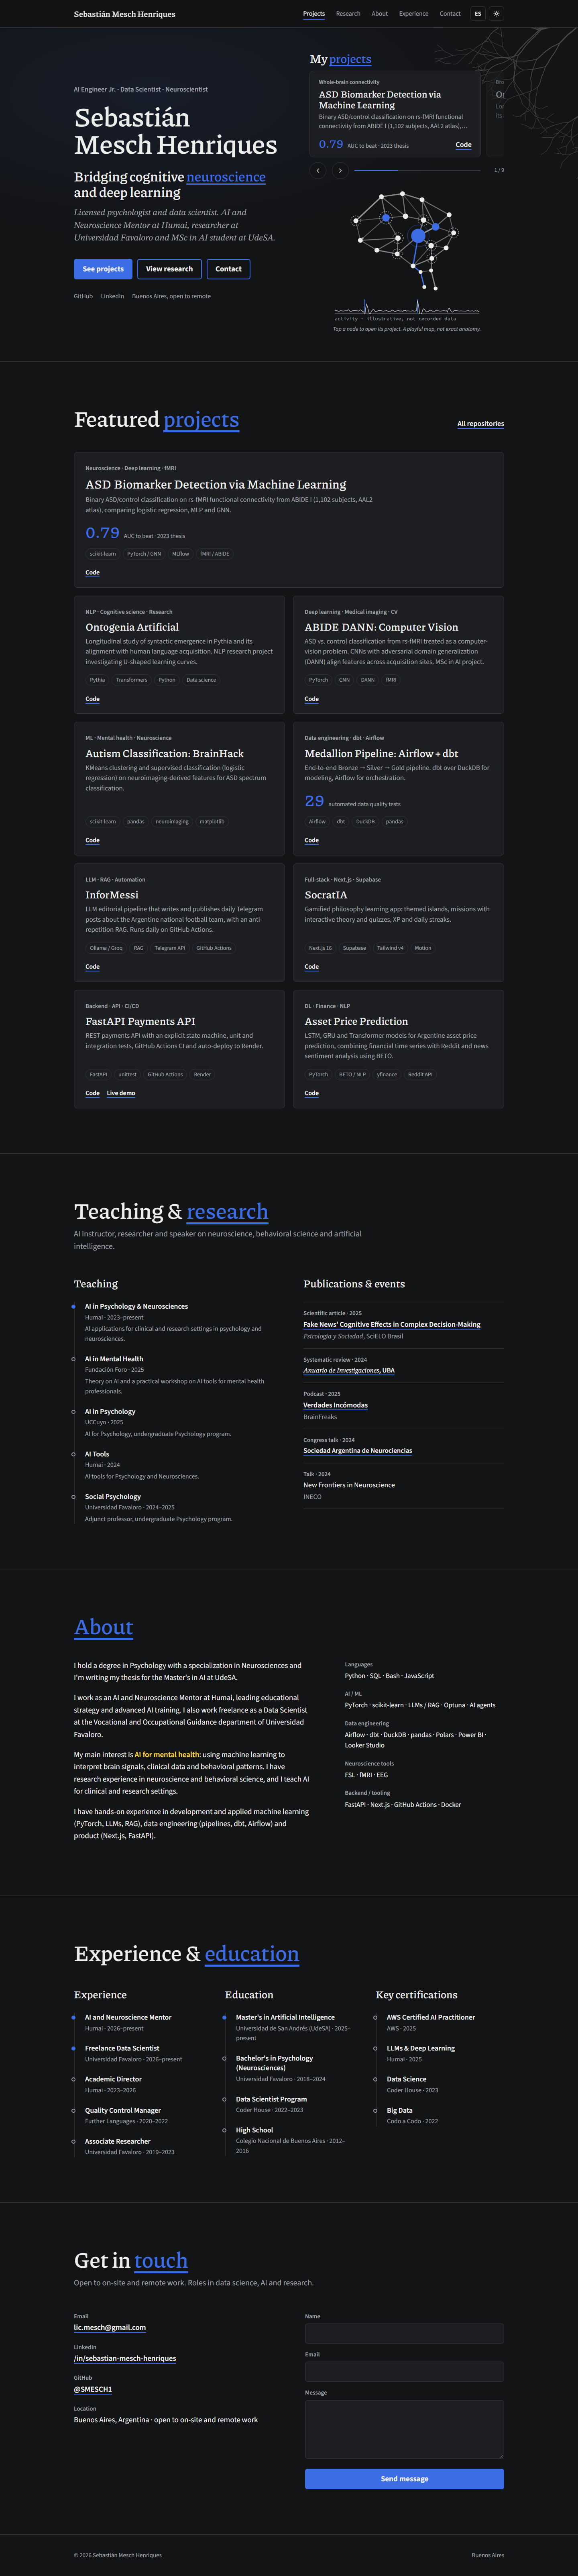 Sebastián Mesch Henriques
Projects
Research
About
Experience
Contact
ES
AI Engineer Jr. · Data Scientist · Neuroscientist
Sebastián
Mesch Henriques
Bridging cognitive neuroscience
and deep learning
Licensed psychologist and data scientist. AI and
Neuroscience Mentor at Humai, researcher at
Universidad Favaloro and MSc in AI student at UdeSA.
See projects
View research
Contact
GitHub
LinkedIn
Buenos Aires, open to remote
My projects
Whole-brain connectivity
ASD Biomarker Detection via
Machine Learning
Binary ASD/control classification on rs-fMRI functional
connectivity from ABIDE I (1,102 subjects, AAL2 atlas),…
0.79 AUC to beat · 2023 thesis
Code
1 / 9
activity · illustrative, not recorded data
Tap a node to open its project. A playful map, not exact anatomy.
Featured projects
All repositories
Neuroscience · Deep learning · fMRI
ASD Biomarker Detection via Machine Learning
Binary ASD/control classification on rs-fMRI functional connectivity from ABIDE I (1,102 subjects, AAL2
atlas), comparing logistic regression, MLP and GNN.
0.79 AUC to beat · 2023 thesis
scikit-learn
PyTorch / GNN
MLflow
fMRI / ABIDE
Code
NLP · Cognitive science · Research
Ontogenia Artificial
Longitudinal study of syntactic emergence in Pythia and its
alignment with human language acquisition. NLP research project
investigating U-shaped learning curves.
Pythia
Transformers
Python
Data science
Code
Deep learning · Medical imaging · CV
ABIDE DANN: Computer Vision
ASD vs. control classification from rs-fMRI treated as a computer-
vision problem. CNNs with adversarial domain generalization
(DANN) align features across acquisition sites. MSc in AI project.
PyTorch
CNN
DANN
fMRI
Code
ML · Mental health · Neuroscience
Autism Classification: BrainHack
KMeans clustering and supervised classification (logistic
regression) on neuroimaging-derived features for ASD spectrum
classification.
scikit-learn
pandas
neuroimaging
matplotlib
Code
Data engineering · dbt · Airflow
Medallion Pipeline: Airflow + dbt
End-to-end Bronze → Silver → Gold pipeline. dbt over DuckDB for
modeling, Airflow for orchestration.
29 automated data quality tests
Airflow
dbt
DuckDB
pandas
Code
LLM · RAG · Automation
InforMessi
LLM editorial pipeline that writes and publishes daily Telegram
posts about the Argentine national football team, with an anti-
repetition RAG. Runs daily on GitHub Actions.
Ollama / Groq
RAG
Telegram API
GitHub Actions
Code
Full-stack · Next.js · Supabase
SocratIA
Gamified philosophy learning app: themed islands, missions with
interactive theory and quizzes, XP and daily streaks.
Next.js 16
Supabase
Tailwind v4
Motion
Code
Backend · API · CI/CD
FastAPI Payments API
REST payments API with an explicit state machine, unit and
integration tests, GitHub Actions CI and auto-deploy to Render.
FastAPI
unittest
GitHub Actions
Render
Code
Live demo
DL · Finance · NLP
Asset Price Prediction
LSTM, GRU and Transformer models for Argentine asset price
prediction, combining financial time series with Reddit and news
sentiment analysis using BETO.
PyTorch
BETO / NLP
yfinance
Reddit API
Code
Teaching & research
AI instructor, researcher and speaker on neuroscience, behavioral science and artificial
intelligence.
Teaching
AI in Psychology & Neurosciences
Humai · 2023–present
AI applications for clinical and research settings in psychology and
neurosciences.
AI in Mental Health
Fundación Foro · 2025
Theory on AI and a practical workshop on AI tools for mental health
professionals.
AI in Psychology
UCCuyo · 2025
AI for Psychology, undergraduate Psychology program.
AI Tools
Humai · 2024
AI tools for Psychology and Neurosciences.
Social Psychology
Universidad Favaloro · 2024–2025
Adjunct professor, undergraduate Psychology program.
Publications & events
Scientific article · 2025
Fake News' Cognitive Effects in Complex Decision-Making
Psicologia y Sociedad, SciELO Brasil
Systematic review · 2024
Anuario de Investigaciones, UBA
Podcast · 2025
Verdades Incómodas
BrainFreaks
Congress talk · 2024
Sociedad Argentina de Neurociencias
Talk · 2024
New Frontiers in Neuroscience
INECO
About
I hold a degree in Psychology with a specialization in Neurosciences and
I'm writing my thesis for the Master's in AI at UdeSA.
I work as an AI and Neuroscience Mentor at Humai, leading educational
strategy and advanced AI training. I also work freelance as a Data Scientist
at the Vocational and Occupational Guidance department of Universidad
Favaloro.
My main interest is AI for mental health: using machine learning to
interpret brain signals, clinical data and behavioral patterns. I have
research experience in neuroscience and behavioral science, and I teach AI
for clinical and research settings.
I have hands-on experience in development and applied machine learning
(PyTorch, LLMs, RAG), data engineering (pipelines, dbt, Airflow) and
product (Next.js, FastAPI).
Languages
Python · SQL · Bash · JavaScript
AI / ML
PyTorch · scikit-learn · LLMs / RAG · Optuna · AI agents
Data engineering
Airflow · dbt · DuckDB · pandas · Polars · Power BI ·
Looker Studio
Neuroscience tools
FSL · fMRI · EEG
Backend / tooling
FastAPI · Next.js · GitHub Actions · Docker
Experience & education
Experience
AI and Neuroscience Mentor
Humai · 2026–present
Freelance Data Scientist
Universidad Favaloro · 2026–present
Academic Director
Humai · 2023–2026
Quality Control Manager
Further Languages · 2020–2022
Associate Researcher
Universidad Favaloro · 2019–2023
Education
Master's in Artificial Intelligence
Universidad de San Andrés (UdeSA) · 2025–
present
Bachelor's in Psychology
(Neurosciences)
Universidad Favaloro · 2018–2024
Data Scientist Program
Coder House · 2022–2023
High School
Colegio Nacional de Buenos Aires · 2012–
2016
Key certifications
AWS Certified AI Practitioner
AWS · 2025
LLMs & Deep Learning
Humai · 2025
Data Science
Coder House · 2023
Big Data
Codo a Codo · 2022
Get in touch
Open to on-site and remote work. Roles in data science, AI and research.
Email
lic.mesch@gmail.com
LinkedIn
/in/sebastian-mesch-henriques
GitHub
@SMESCH1
Location
Buenos Aires, Argentina · open to on-site and remote work
Name
Email
Message
Send message
© 2026 Sebastián Mesch Henriques
Buenos Aires